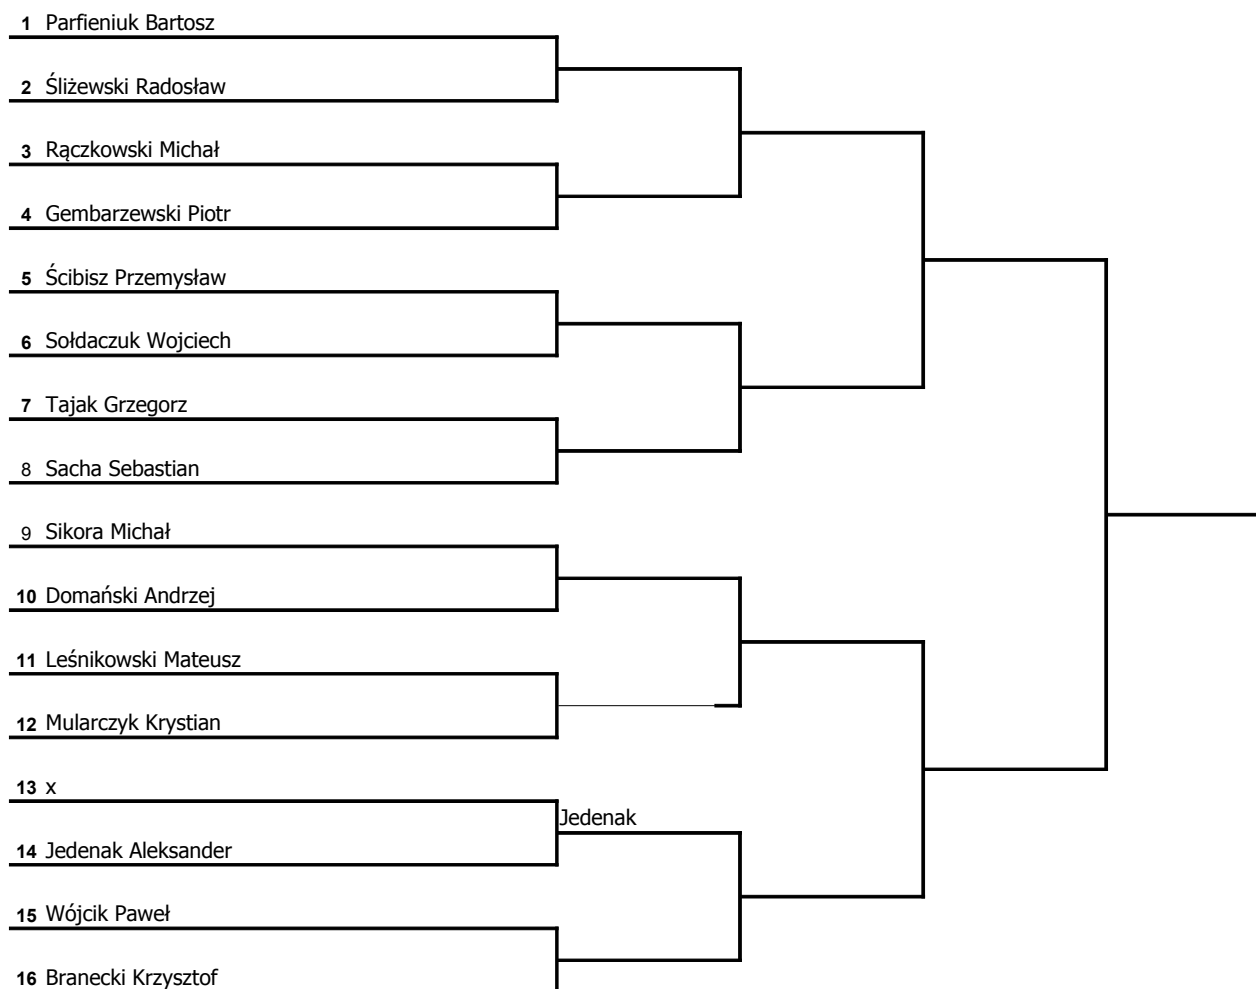 1 Parfieniuk Bartosz
2 Śliżewski Radosław
3 Rączkowski Michał
4 Gembarzewski Piotr
5 Ścibisz Przemysław
6 Sołdaczuk Wojciech
7 Tajak Grzegorz
8 Sacha Sebastian
9 Sikora Michał
10 Domański Andrzej
11 Leśnikowski Mateusz
12 Mularczyk Krystian
13 x
Jedenak
14 Jedenak Aleksander
15 Wójcik Paweł
16 Branecki Krzysztof